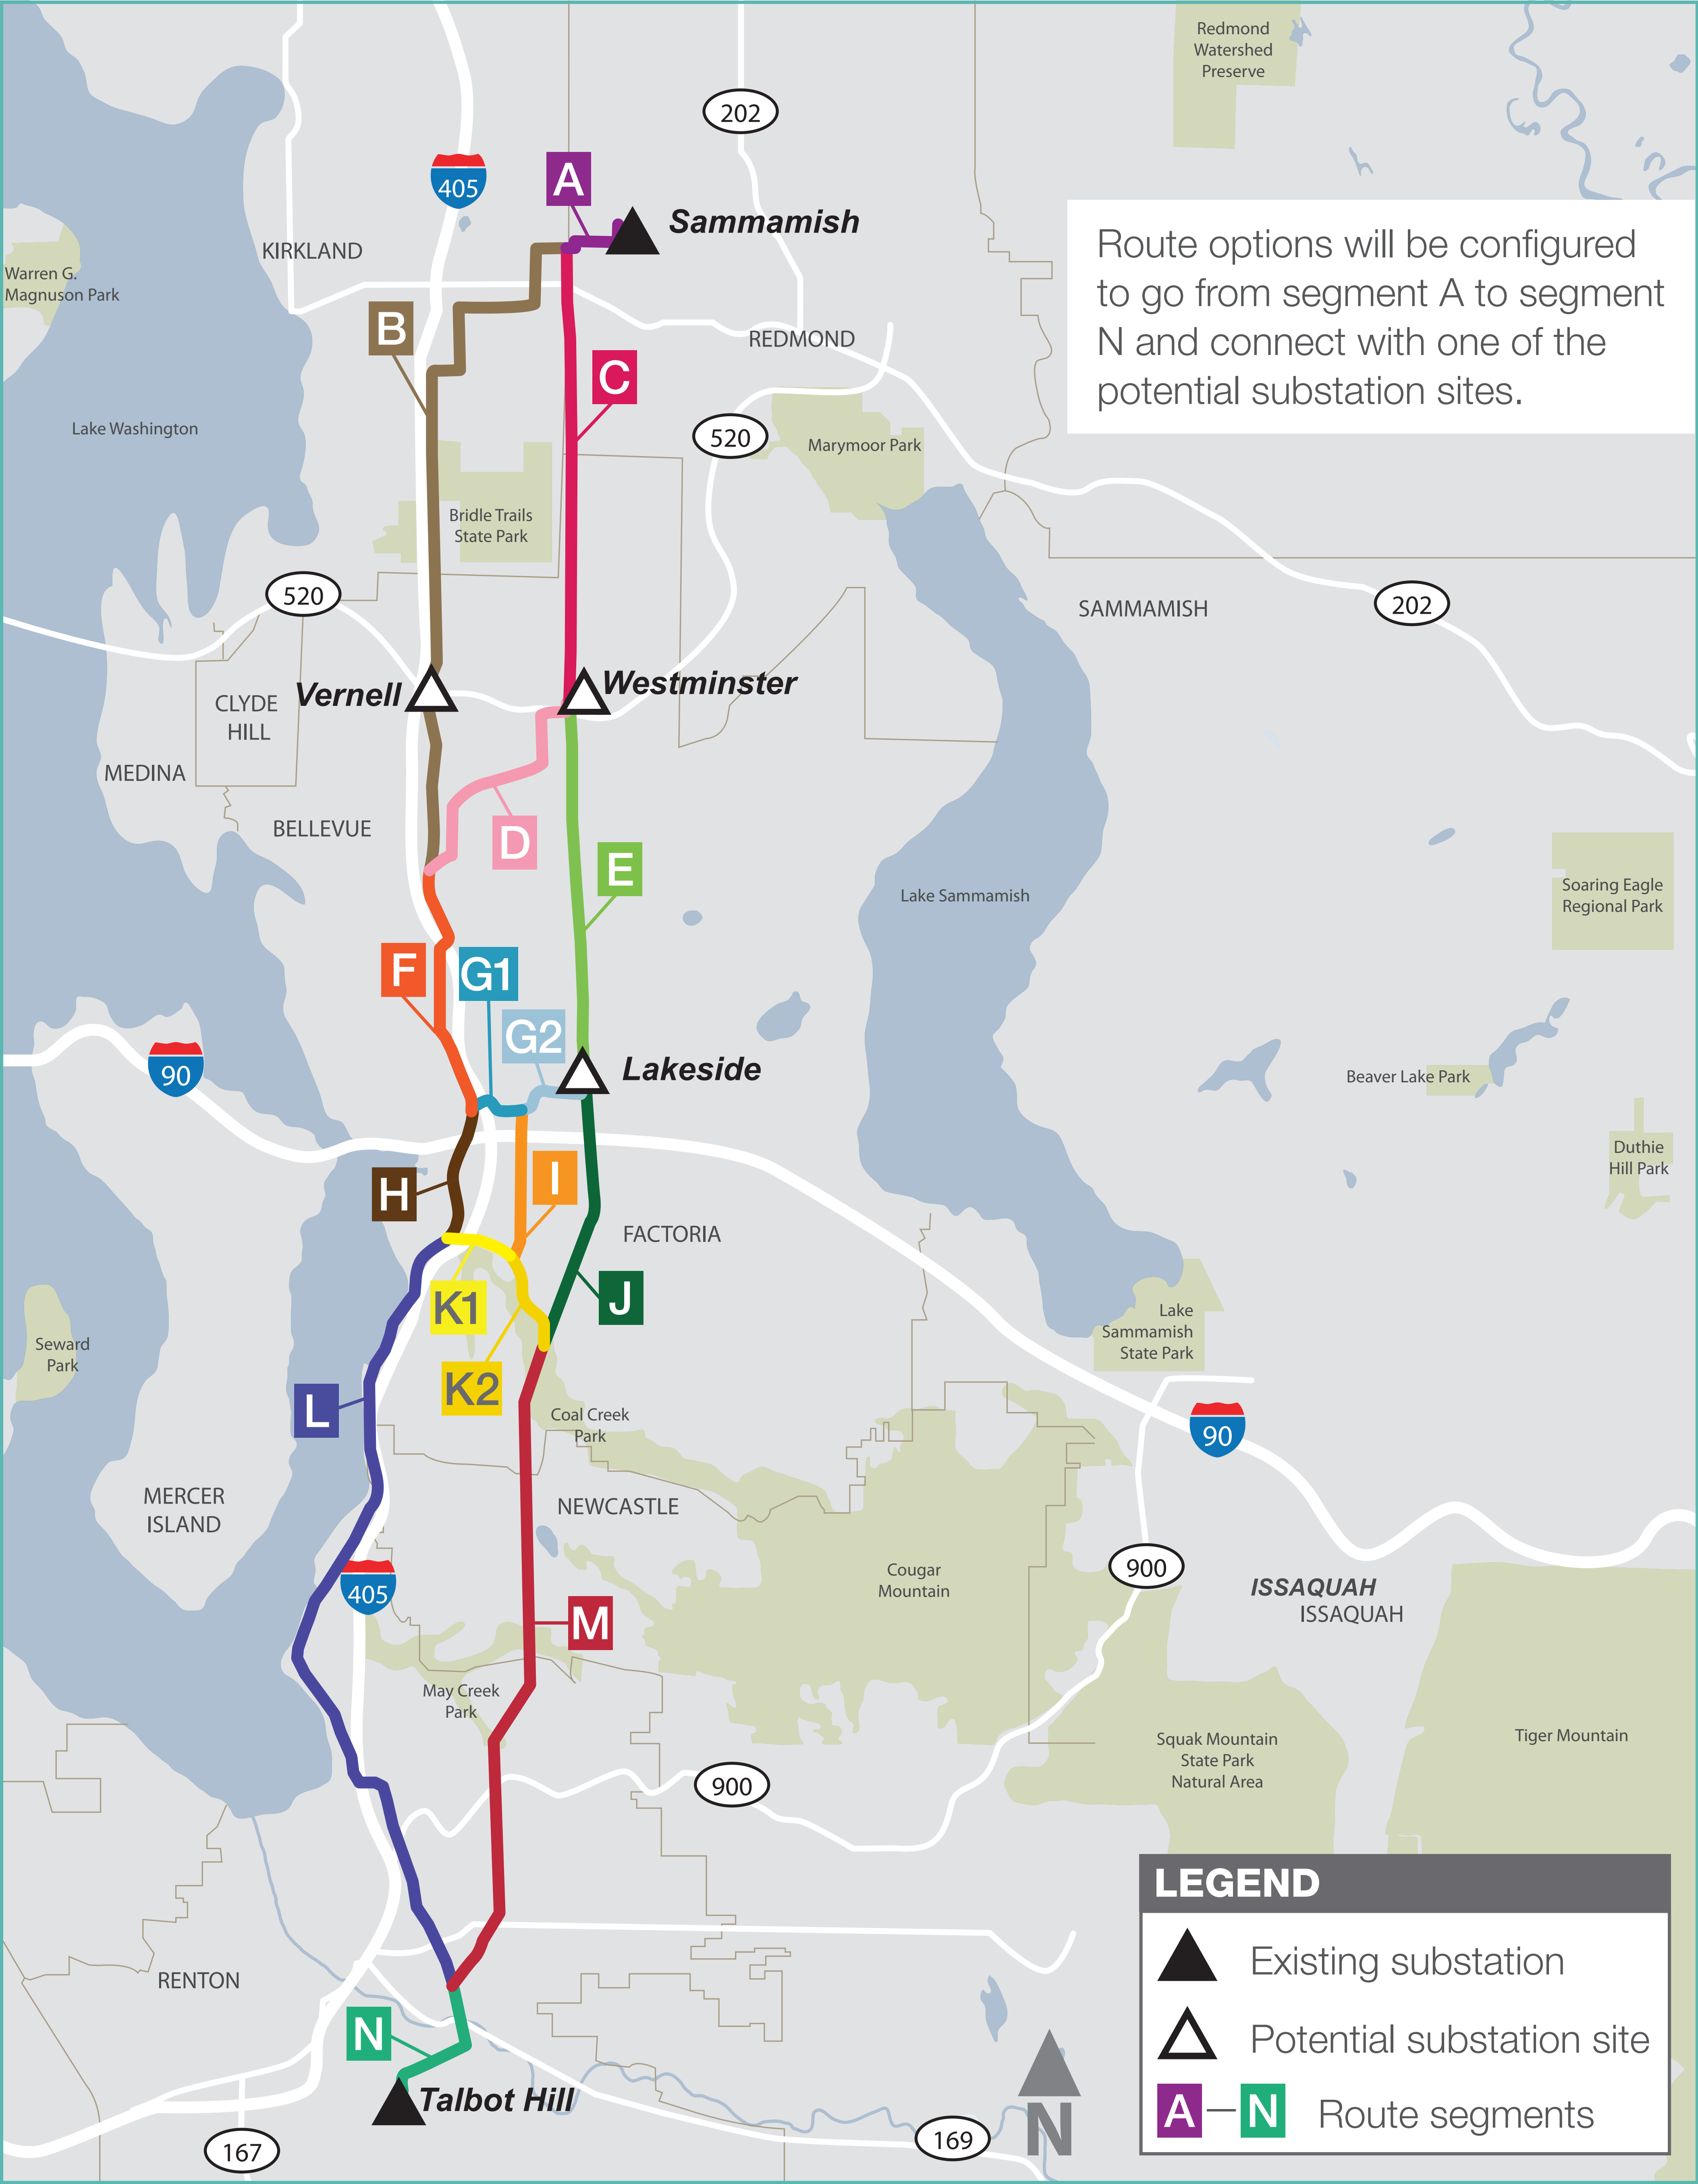 Redmond
Watershed
Preserve
202
A
405
Sammamish
KIRKLAND
Warren G.
Magnuson Park
Route options will be configured
to go from segment A to segment
N and connect with one of the
potential substation sites.
B
REDMOND
C
Lake Washington
520
Marymoor Park
Bridle Trails
State Park
520
SAMMAMISH
202
Vernell
Westminster
CLYDE
HILL
MEDINA
BELLEVUE
D
E
Lake Sammamish
Soaring Eagle
Regional Park
F
G1
G2
90
Lakeside
Beaver Lake Park
Duthie
Hill Park
H
I
FACTORIA
K1
J
Lake
Sammamish
State Park
Seward
Park
K2
L
Coal Creek
Park
90
MERCER
ISLAND
NEWCASTLE
900
Cougar
Mountain
405
ISSAQUAH
ISSAQUAH
M
May Creek
Park
Squak Mountain
State Park
Natural Area
Tiger Mountain
900
LEGEND
Existing substation
Potential substation site
A – N Route segments
RENTON
N
Talbot Hill
N
167
169